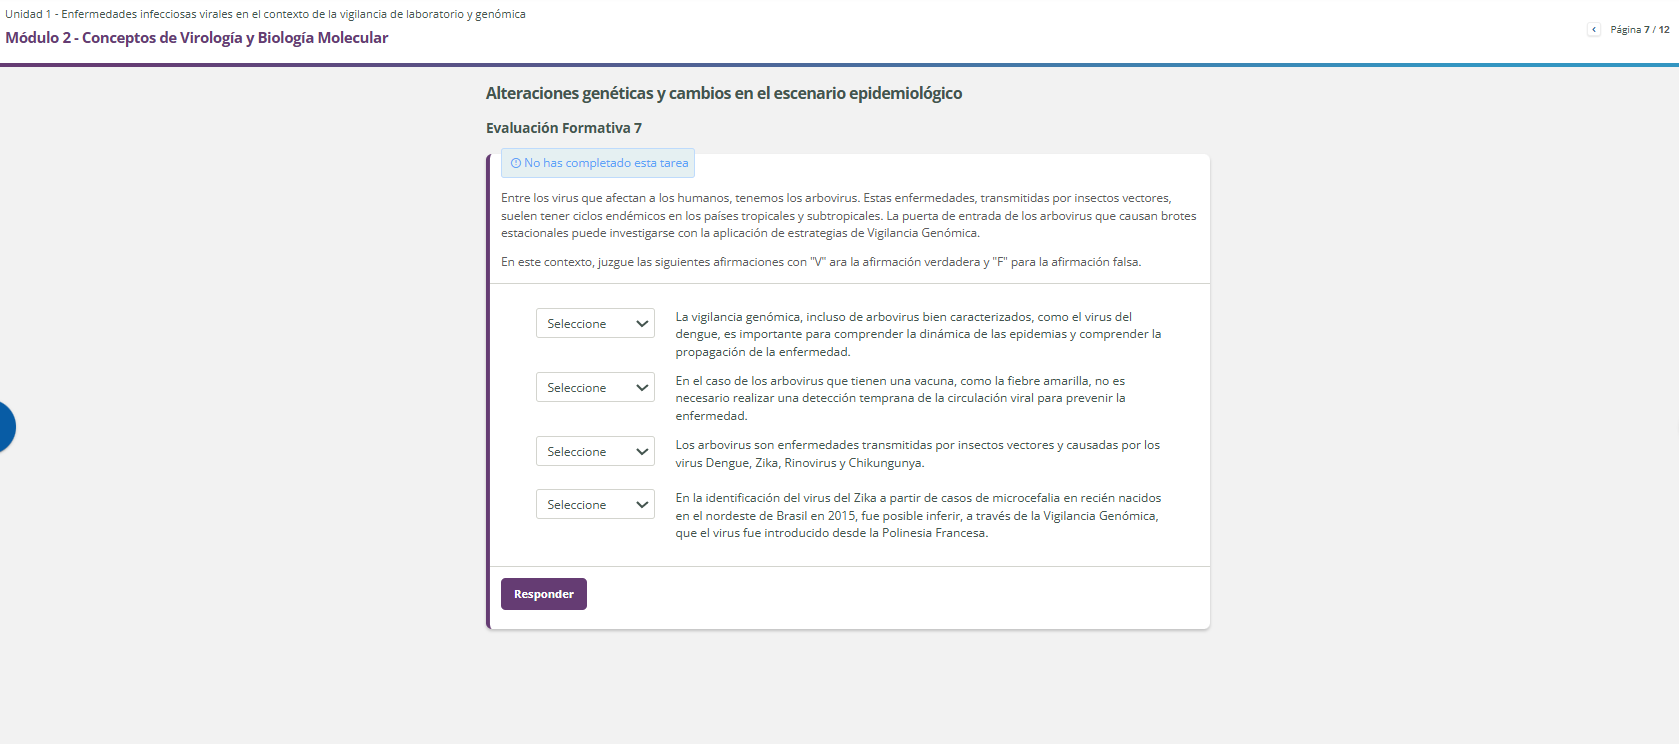 Unidad 1 - Enfermedades infecciosas virales en el contexto de la vigilancia de laboratorio y genómica
Módulo 2 - Conceptos de Virología y Biología Molecular
Página 7 / 12
Alteraciones genéticas y cambios en el escenario epidemiológico
Evaluación Formativa 7
No has completado esta tarea
Entre los virus que afectan a los humanos, tenemos los arbovirus. Estas enfermedades, transmitidas por insectos vectores,
suelen tener ciclos endémicos en los países tropicales y subtropicales. La puerta de entrada de los arbovirus que causan brotes
estacionales puede investigarse con la aplicación de estrategias de Vigilancia Genómica.
En este contexto, juzgue las siguientes afirmaciones con "V" ara la afirmación verdadera y "F" para la afirmación falsa.
Seleccione
La vigilancia genómica, incluso de arbovirus bien caracterizados, como el virus del
dengue, es importante para comprender la dinámica de las epidemias y comprender la
propagación de la enfermedad.
Seleccione
En el caso de los arbovirus que tienen una vacuna, como la fiebre amarilla, no es
necesario realizar una detección temprana de la circulación viral para prevenir la
enfermedad.
Seleccione
Los arbovirus son enfermedades transmitidas por insectos vectores y causadas por los
virus Dengue, Zika, Rinovirus y Chikungunya.
Seleccione
En la identificación del virus del Zika a partir de casos de microcefalia en recién nacidos
en el nordeste de Brasil en 2015, fue posible inferir, a través de la Vigilancia Genómica,
que el virus fue introducido desde la Polinesia Francesa.
Responder